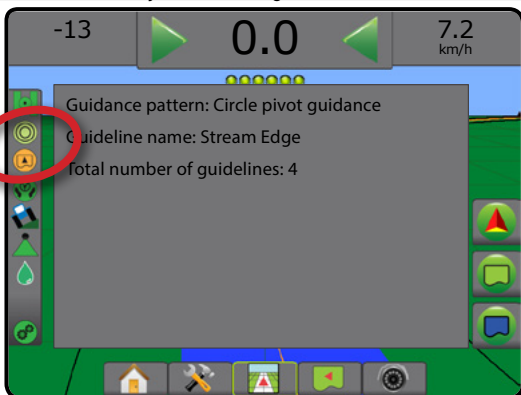 -13
0.0
7.2
km/h
Guidance pattern: Circle pivot guidance
Guideline name: Stream Edge
Total number of guidelines: 4